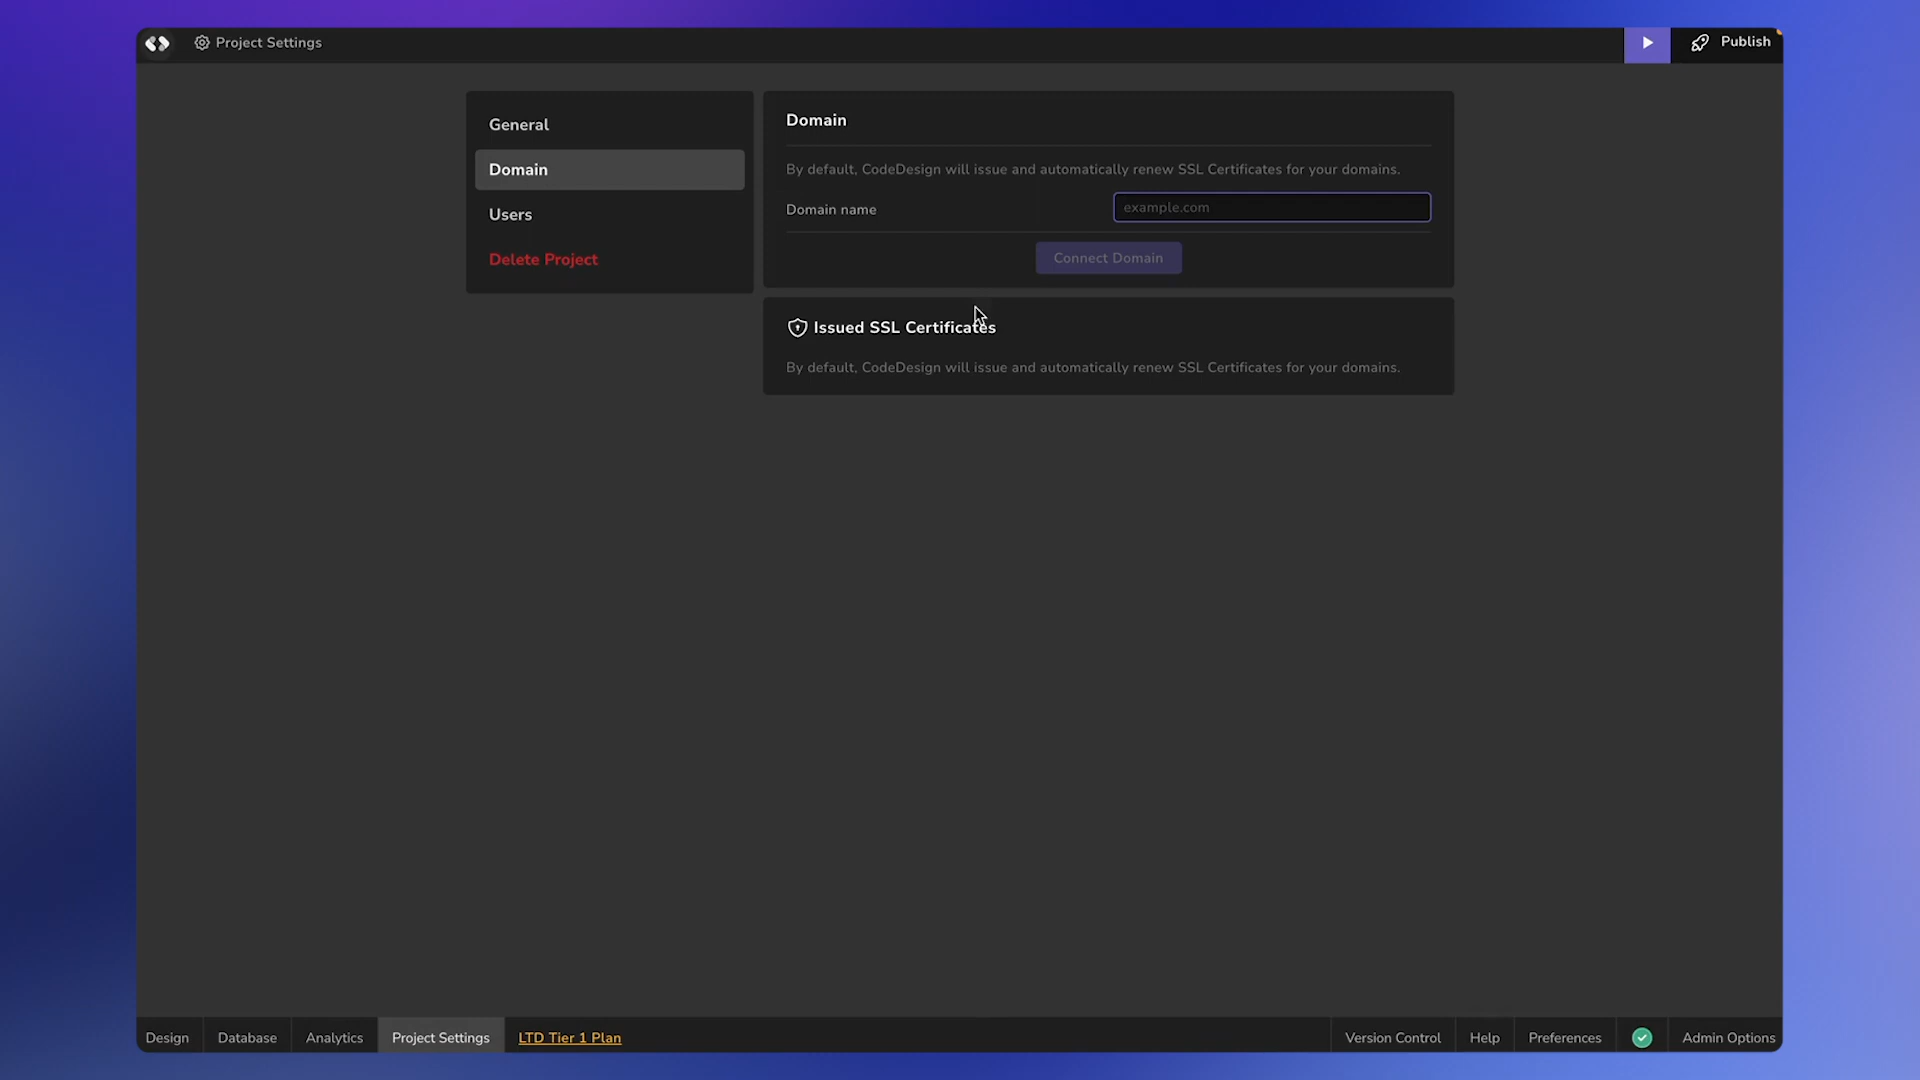 Project Settings
Publish
General
Domain
Users
Delete Project
Domain
By default, CodeDesign will issue and automatically renew SSL Certificates for your domains.
Domain name
example.com
Connect Domain
Issued SSL Certificates
By default, CodeDesign will issue and automatically renew SSL Certificates for your domains.
Design
Database
Analytics
Project Settings
LTD Tier 1 Plan
Version Control
Help
Preferences
Admin Options